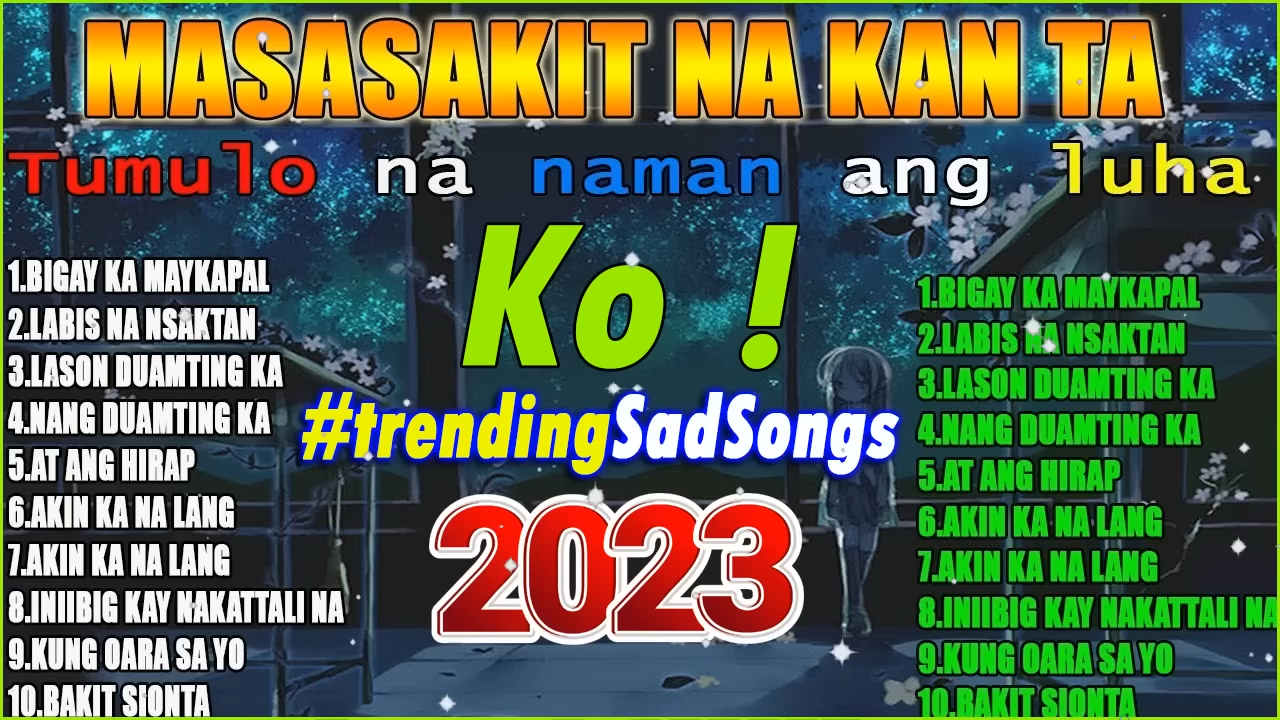 MASASAKIT NA KAN TA
Tumulo na naman ang luha
Ko !
#trendingSadSongs
2023
1.BIGAY KA MAYKAPAL
2.LABIS NA NSAKTAN
3.LASON DUAMTING KA
4.NANG DUAMTING KA
5.AT ANG HIRAP
6.AKIN KA NA LANG
7.AKIN KA NA LANG
8.INIIBIG KAY NAKATTALI NA
9.KUNG OARA SA YO
10.BAKIT SIONTA
1.BIGAY KA MAYKAPAL
2.LABIS NA NSAKTAN
3.LASON DUAMTING KA
4.NANG DUAMTING KA
5.AT ANG HIRAP
6.AKIN KA NA LANG
7.AKIN KA NA LANG
8.INIIBIG KAY NAKATTALI NA
9.KUNG OARA SA YO
10.BAKIT SIONTA